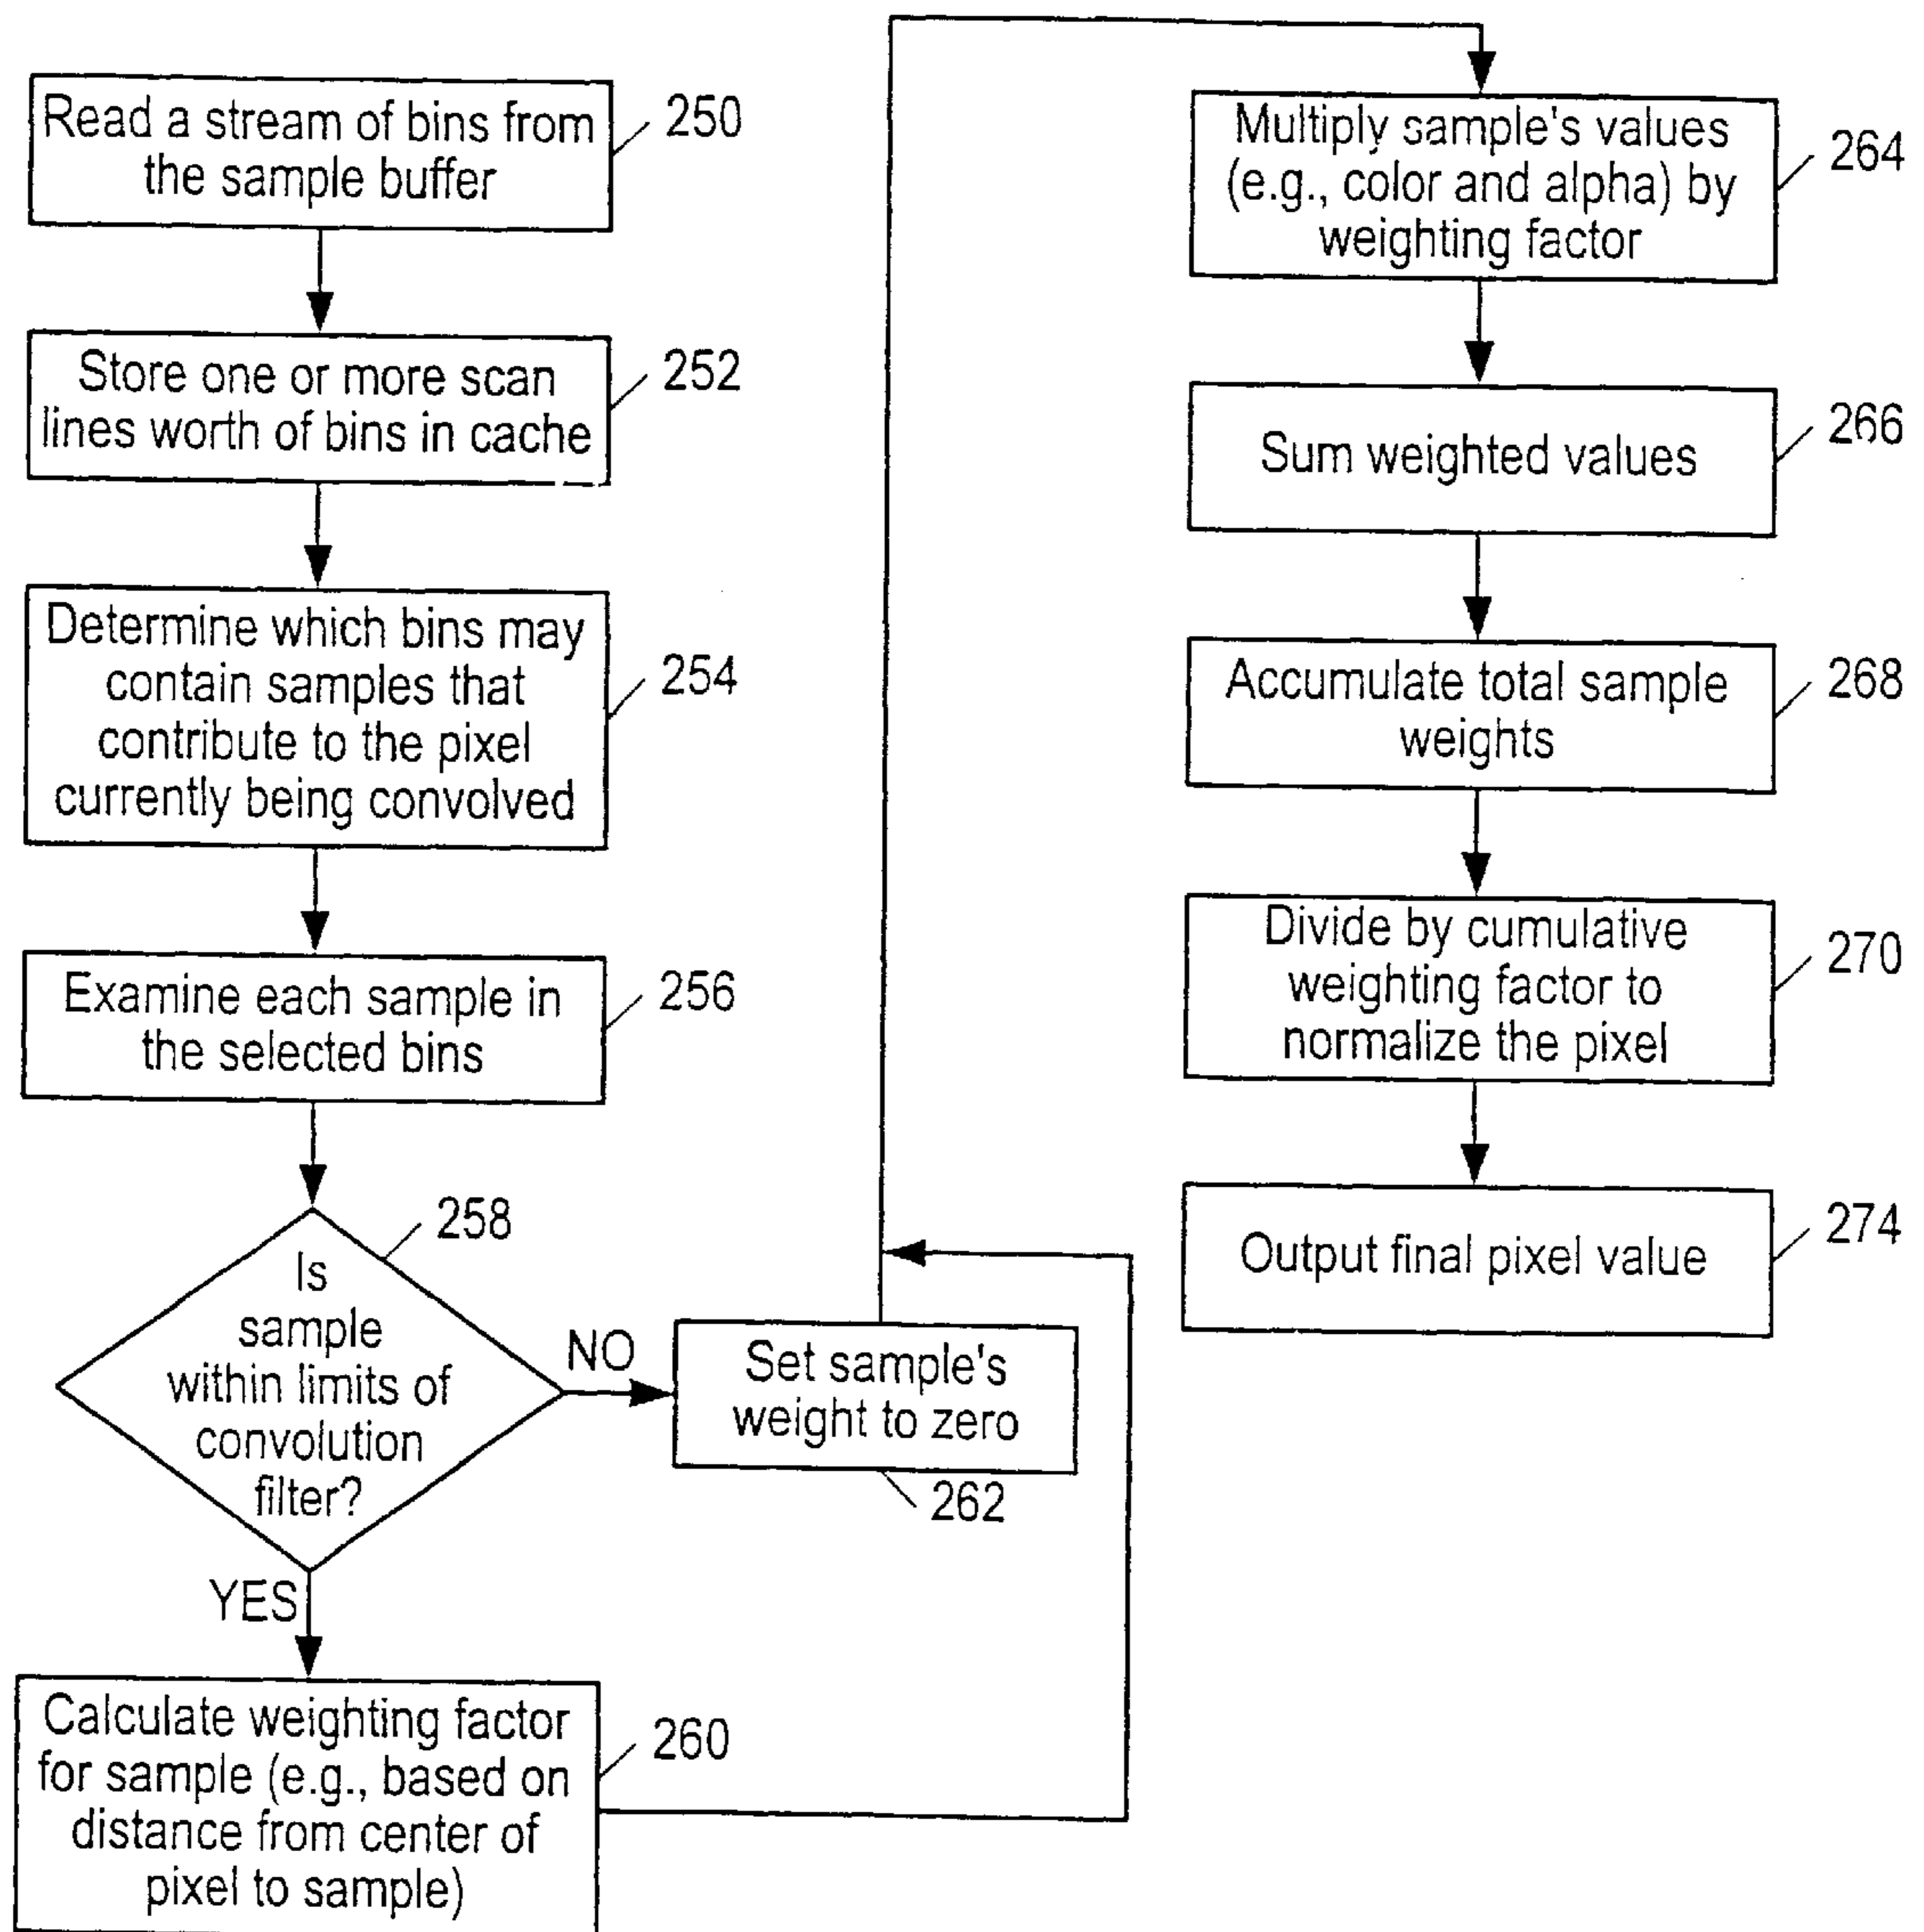 Read a stream of bins from
the sample buffer
250
Store one or more scan
lines worth of bins in cache
252
Determine which bins may
contain samples that
contribute to the pixel
currently being convolved
254
Examine each sample in
the selected bins
256
258
Is
sample
within limits of
convolution
filter?
NO
Set sample's
weight to zero
262
YES
Calculate weighting factor
for sample (e.g., based on
distance from center of
pixel to sample)
260
Multiply sample's values
(e.g., color and alpha) by
weighting factor
264
Sum weighted values
266
Accumulate total sample
weights
268
Divide by cumulative
weighting factor to
normalize the pixel
270
Output final pixel value
274